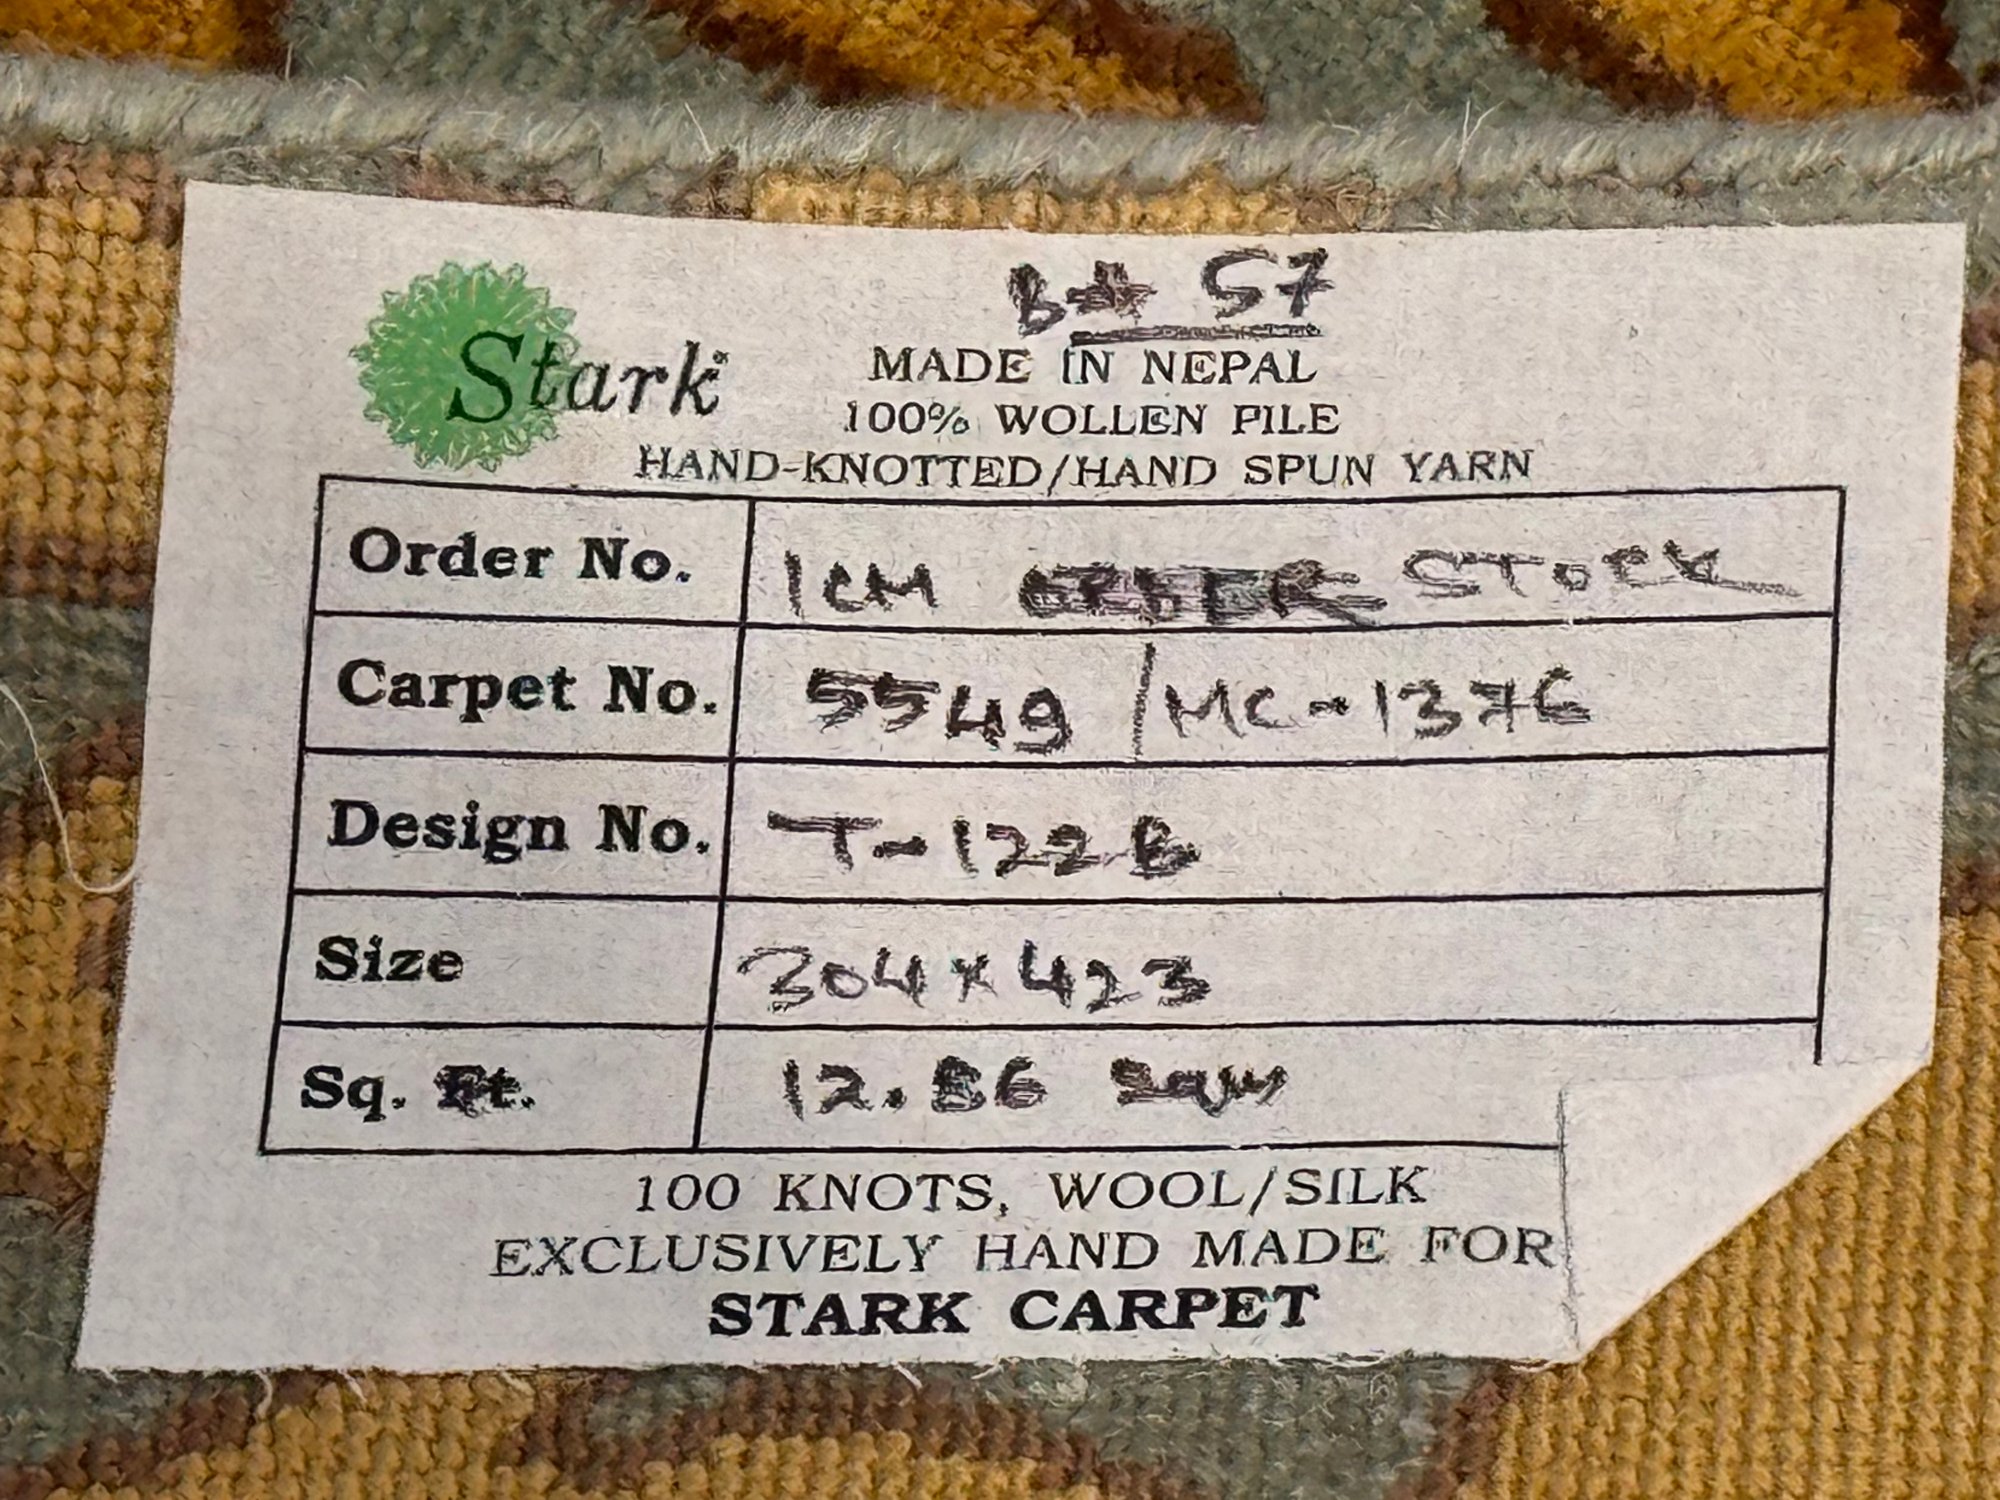 B# 57
Stark
MADE IN NEPAL
100% WOLLEN PILE
HAND-KNOTTED/HAND SPUN YARN
Order No. 1CM STOCK
Carpet No. 5549/MC-1376
Design No. T-122B
Size 304x423
Sq. Ft. 12.86 Sqm
100 KNOTS, WOOL/SILK
EXCLUSIVELY HAND MADE FOR
STARK CARPET